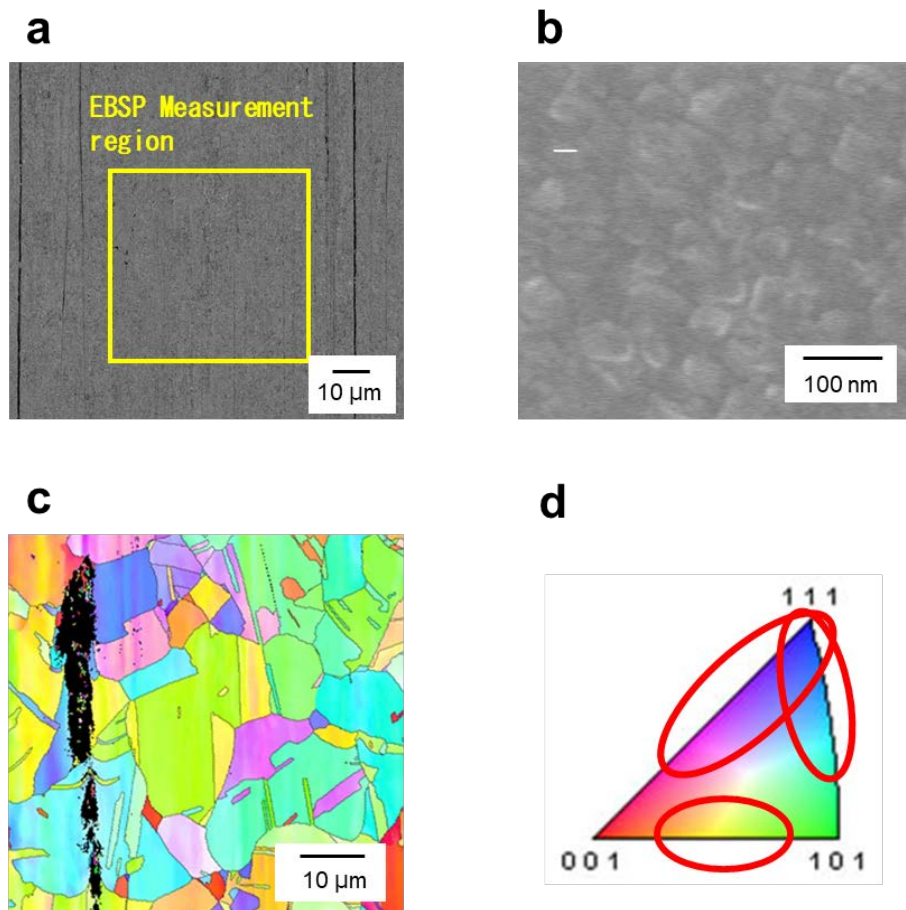 a
b
EBSP Measurement
region
10 μm
100 nm
c
d
1 1 1
10 μm
0 0 1
1 0 1